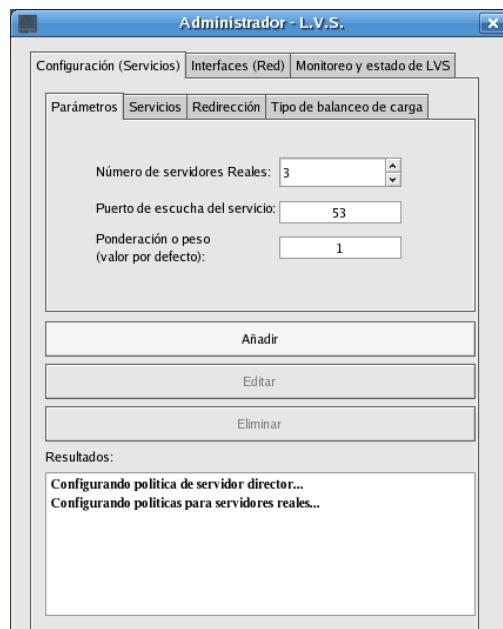 Administrador - L.V.S.
Configuración (Servicios) Interfaces (Red) Monitoreo y estado de LVS
Parámetros Servicios Redirección Tipo de balanceo de carga
Número de servidores Reales: 3
Puerto de escucha del servicio: 53
Ponderación o peso
(valor por defecto): 1
Añadir
Editar
Eliminar
Resultados:
Configurando politica de servidor director...
Configurando politicas para servidores reales...